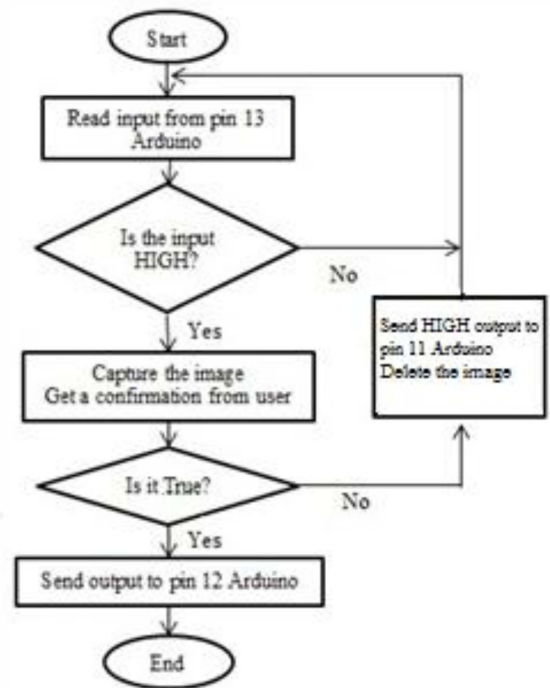 Start
Read input from pin 13
Arduino
Is the input
HIGH?
No
Yes
Send HIGH output to
pin 11 Arduino
Delete the image
Capture the image
Get a confirmation from user
Is it True?
No
Yes
Send output to pin 12 Arduino
End